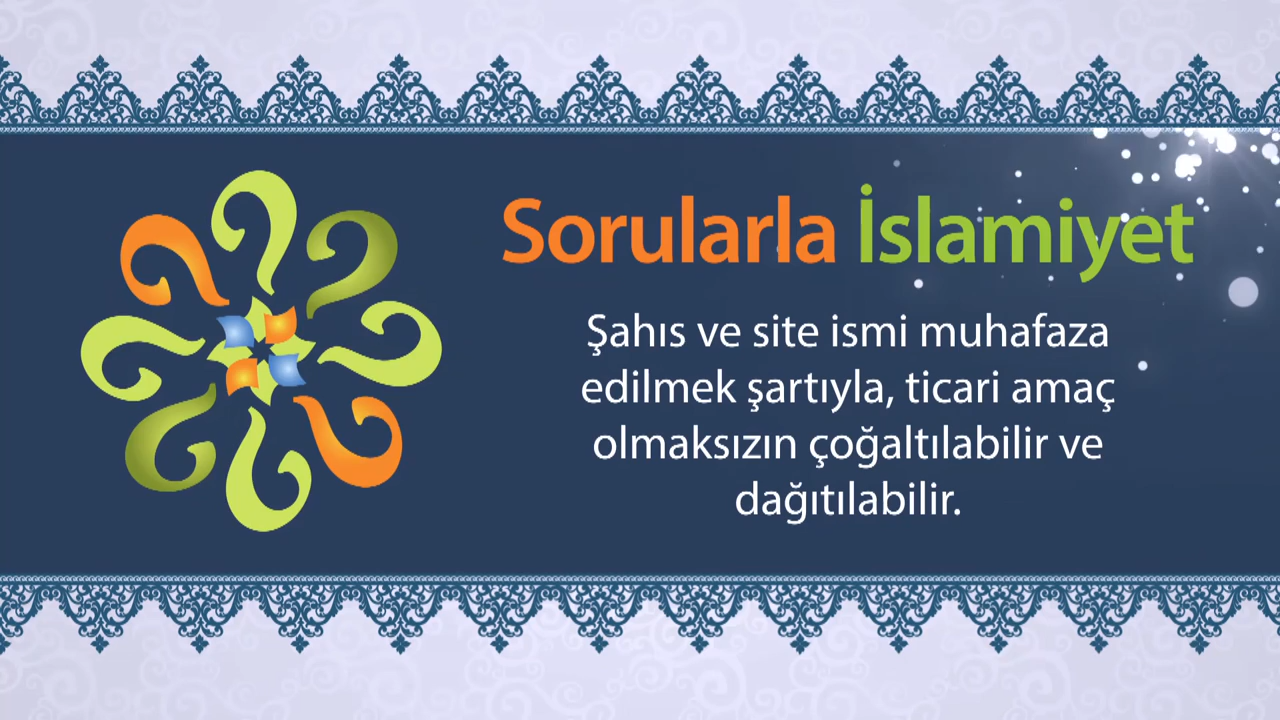 Sorularla İslamiyet
Şahıs ve site ismi muhafaza
edilmek şartıyla, ticari amaç
olmaksızın çoğaltılabilir ve
dağıtılabilir.